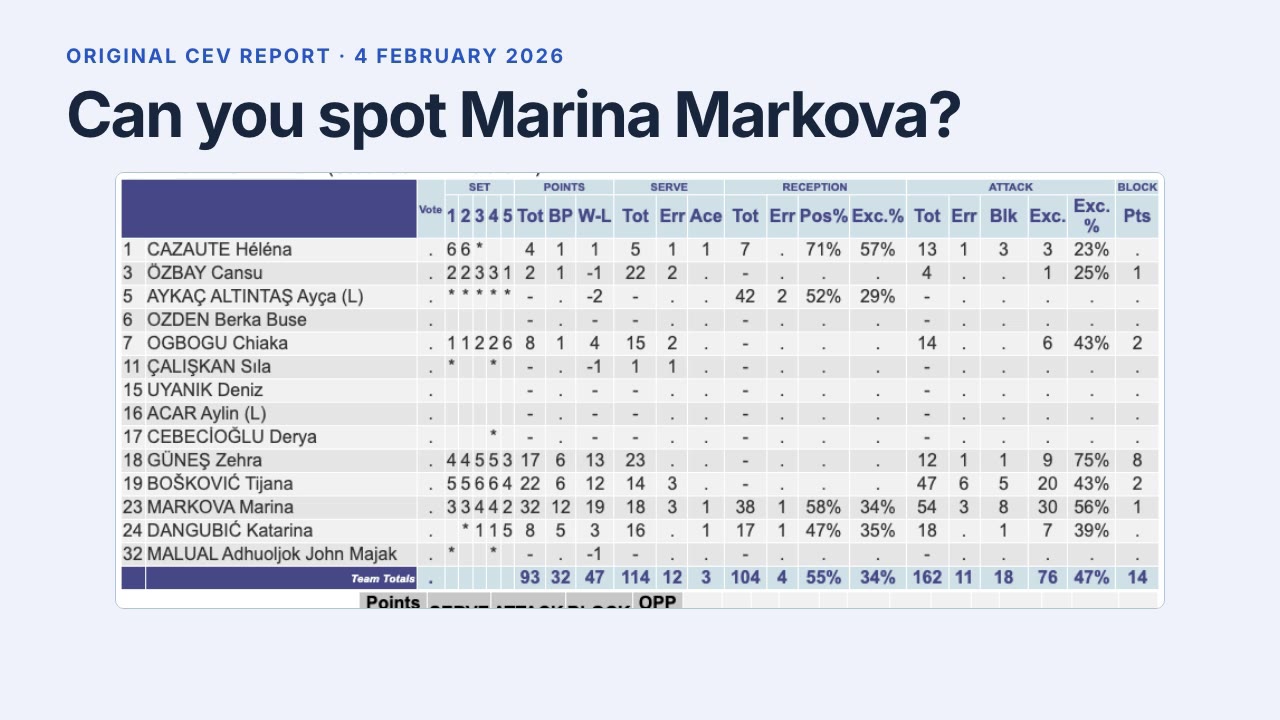 ORIGINAL CEV REPORT · 4 FEBRUARY 2026
Can you spot Marina Markova?
SET POINTS SERVE RECEPTION ATTACK BLOCK
Vote 1 2 3 4 5 Tot BP W-L Tot Err Ace Tot Err Pos% Exc.% Tot Err Blk Exc. Exc. % Pts
1 CAZAUTE Héléna . 6 6 * 4 1 1 5 1 1 7 . 71% 57% 13 1 3 3 23% .
3 ÖZBAY Cansu . 2 2 3 3 1 2 1 -1 22 2 . - . . . 4 . . 1 25% 1
5 AYKAÇ ALTINTAŞ Ayça (L) . * * * * * - . -2 - . . 42 2 52% 29% - . . . . .
6 OZDEN Berka Buse . - . - - . . - . . . - . . . . .
7 OGBOGU Chiaka . 1 1 2 2 6 8 1 4 15 2 . - . . . 14 . . 6 43% 2
11 ÇALIŞKAN Sıla . * * - . -1 1 1 . - . . . - . . . . .
15 UYANIK Deniz . - . - - . . - . . . - . . . . .
16 ACAR Aylin (L) . - . - - . . - . . . - . . . . .
17 CEBECİOĞLU Derya . * - . - - . . - . . . - . . . . .
18 GÜNEŞ Zehra . 4 4 5 5 3 17 6 13 23 . . - . . . 12 1 1 9 75% 8
19 BOŠKOVIĆ Tijana . 5 5 6 6 4 22 6 12 14 3 . - . . . 47 6 5 20 43% 2
23 MARKOVA Marina . 3 3 4 4 2 32 12 19 18 3 1 38 1 58% 34% 54 3 8 30 56% 1
24 DANGUBIĆ Katarina . * 1 1 5 8 5 3 16 . 1 17 1 47% 35% 18 . 1 7 39% .
32 MALUAL Adhuoljok John Majak . * * - . -1 - . . - . . . - . . . . .
Team Totals . 93 32 47 114 12 3 104 4 55% 34% 162 11 18 76 47% 14
Points SERVE ATTACK BLOCK OPP